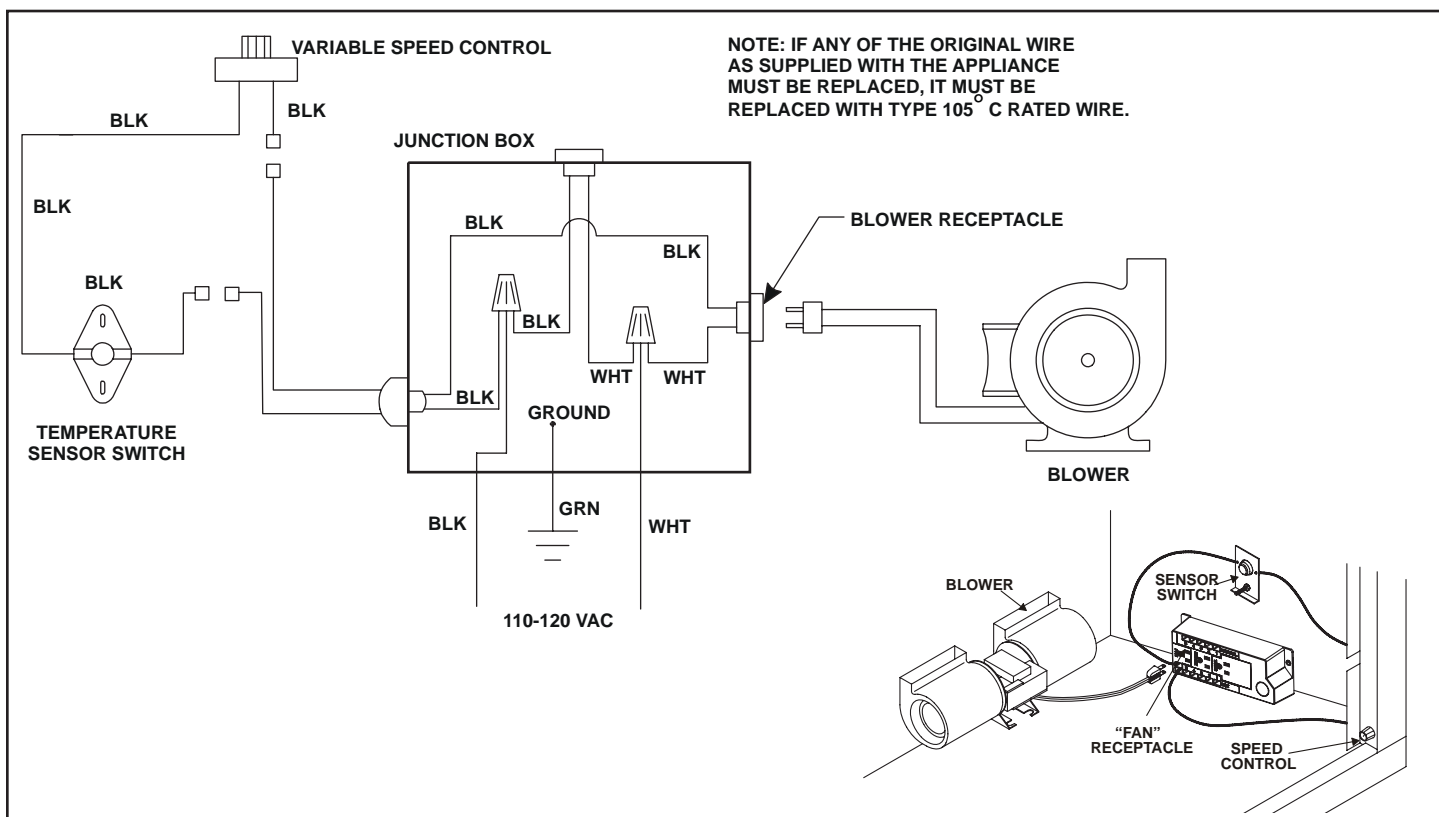 VARIABLE SPEED CONTROL
NOTE: IF ANY OF THE ORIGINAL WIRE
AS SUPPLIED WITH THE APPLIANCE
MUST BE REPLACED, IT MUST BE
REPLACED WITH TYPE 105° C RATED WIRE.
BLK
BLK
JUNCTION BOX
BLK
BLK
BLOWER RECEPTACLE
BLK
BLK
BLK
WHT
WHT
BLK
GROUND
TEMPERATURE
SENSOR SWITCH
BLOWER
GRN
BLK
WHT
110-120 VAC
BLOWER
SENSOR
SWITCH
“FAN”
RECEPTACLE
SPEED
CONTROL